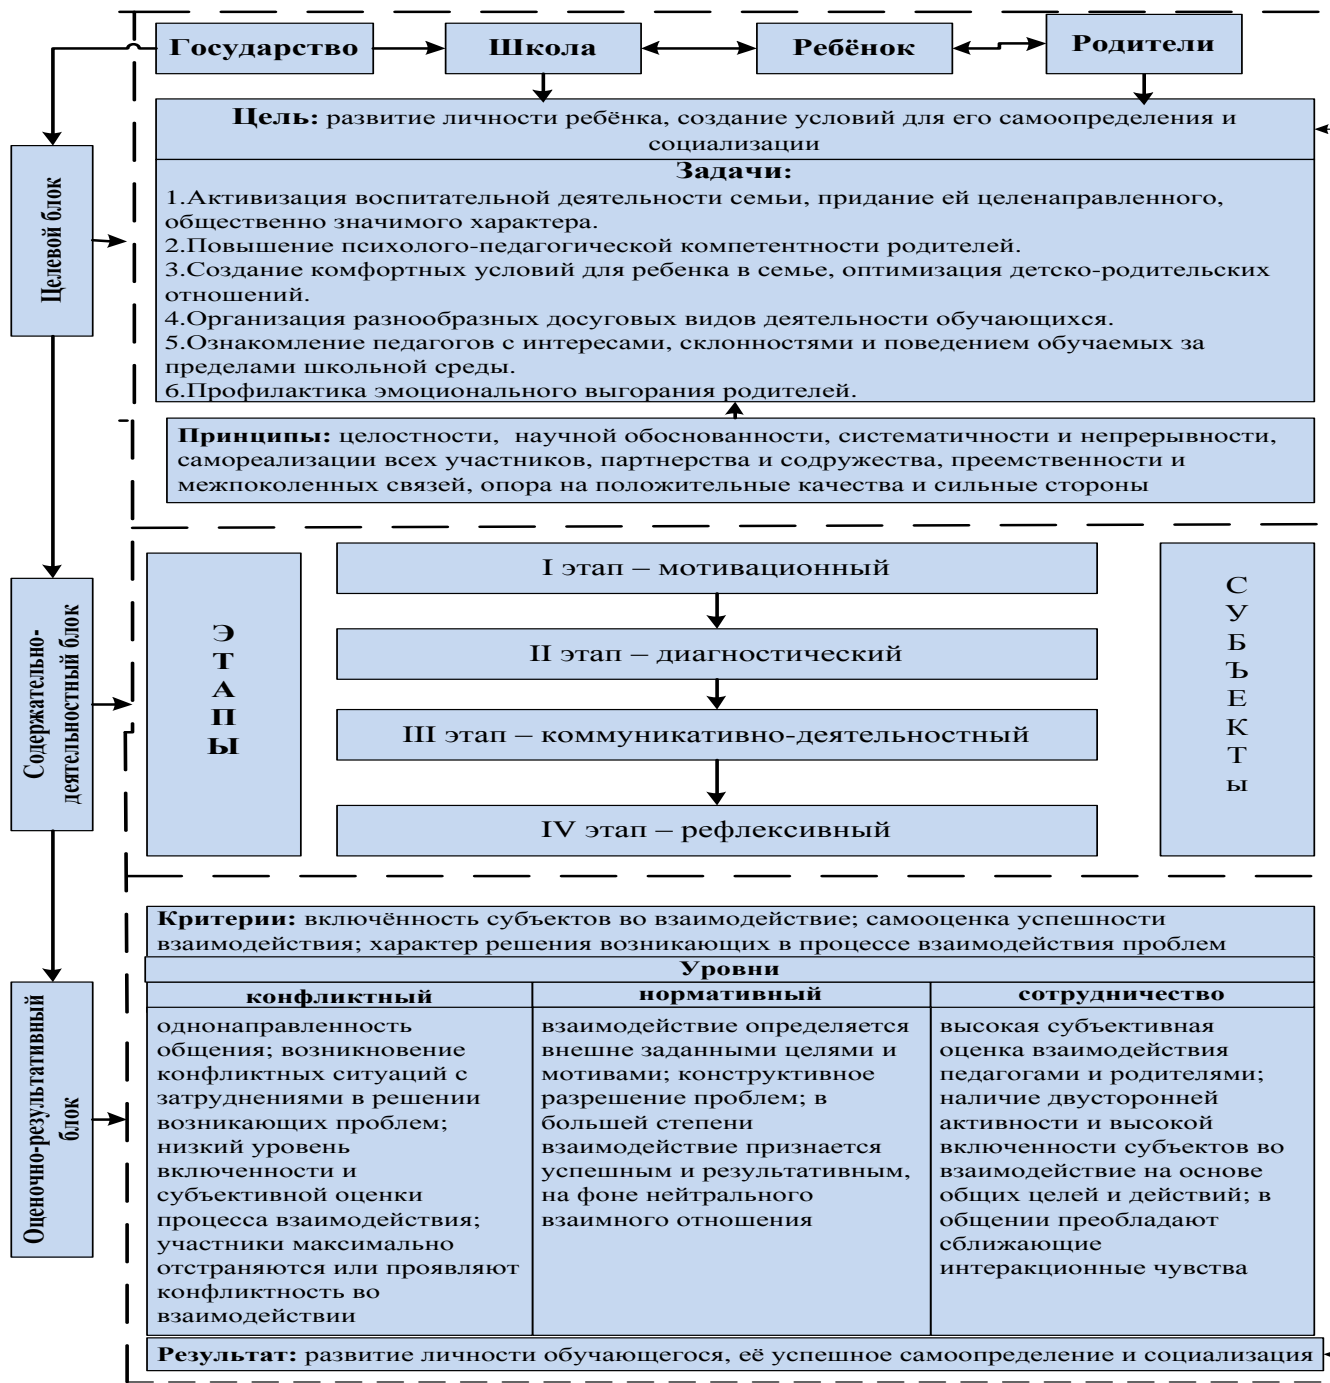 Государство
Школа
Ребёнок
Родители
Целевой блок
Цель: развитие личности ребёнка, создание условий для его самоопределения и
социализации
Задачи:
1.Активизация воспитательной деятельности семьи, придание ей целенаправленного,
общественно значимого характера.
2.Повышение психолого-педагогической компетентности родителей.
3.Создание комфортных условий для ребенка в семье, оптимизация детско-родительских
отношений.
4.Организация разнообразных досуговых видов деятельности обучающихся.
5.Ознакомление педагогов с интересами, склонностями и поведением обучаемых за
пределами школьной среды.
6.Профилактика эмоционального выгорания родителей.
Принципы: целостности, научной обоснованности, систематичности и непрерывности,
самореализации всех участников, партнерства и содружества, преемственности и
межпоколенных связей, опора на положительные качества и сильные стороны
Содержательно-
деятельностный блок
Э
Т
А
П
Ы
I этап – мотивационный
II этап – диагностический
III этап – коммуникативно-деятельностный
IV этап – рефлексивный
С
У
Б
Ъ
Е
К
Т
ы
Оценочно-результативный
блок
Критерии: включённость субъектов во взаимодействие; самооценка успешности
взаимодействия; характер решения возникающих в процессе взаимодействия проблем
Уровни
конфликтный
однонаправленность
общения; возникновение
конфликтных ситуаций с
затруднениями в решении
возникающих проблем;
низкий уровень
включенности и
субъективной оценки
процесса взаимодействия;
участники максимально
отстраняются или проявляют
конфликтность во
взаимодействии
нормативный
взаимодействие определяется
внешне заданными целями и
мотивами; конструктивное
разрешение проблем; в
большей степени
взаимодействие признается
успешным и результативным,
на фоне нейтрального
взаимного отношения
сотрудничество
высокая субъективная
оценка взаимодействия
педагогами и родителями;
наличие двусторонней
активности и высокой
включенности субъектов во
взаимодействие на основе
общих целей и действий; в
общении преобладают
сближающие
интеракционные чувства
Результат: развитие личности обучающегося, её успешное самоопределение и социализация